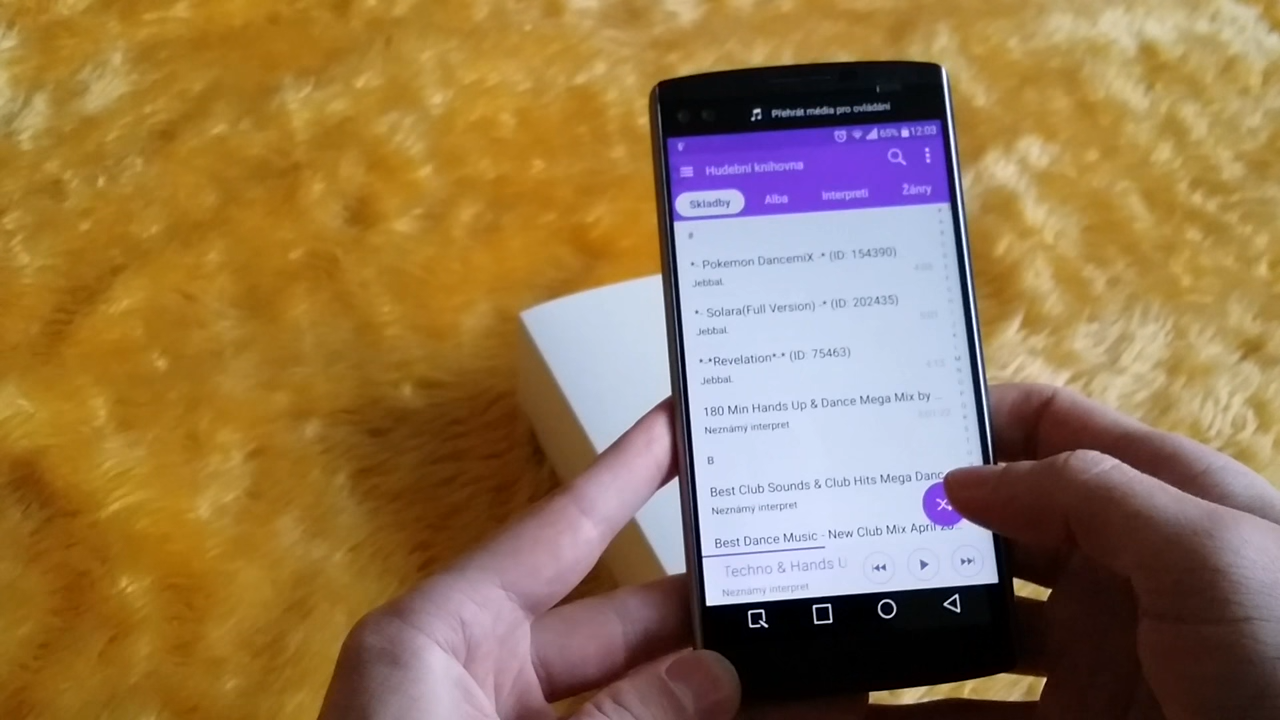 Přehrát média pro ovládání
65% 12:03
Hudební knihovna
Skladby Alba Interpreti Žánry
#
*- Pokemon DancemiX -* (ID: 154390)
JebbaL
*- Solara(Full Version) -* (ID: 202435)
JebbaL
*-*Revelation*-* (ID: 75463)
JebbaL
180 Min Hands Up & Dance Mega Mix by ...
Neznámý interpret
B
Best Club Sounds & Club Hits Mega Danc
Neznámý interpret
Best Dance Music - New Club Mix April
Techno & Hands U
Neznámý interpret